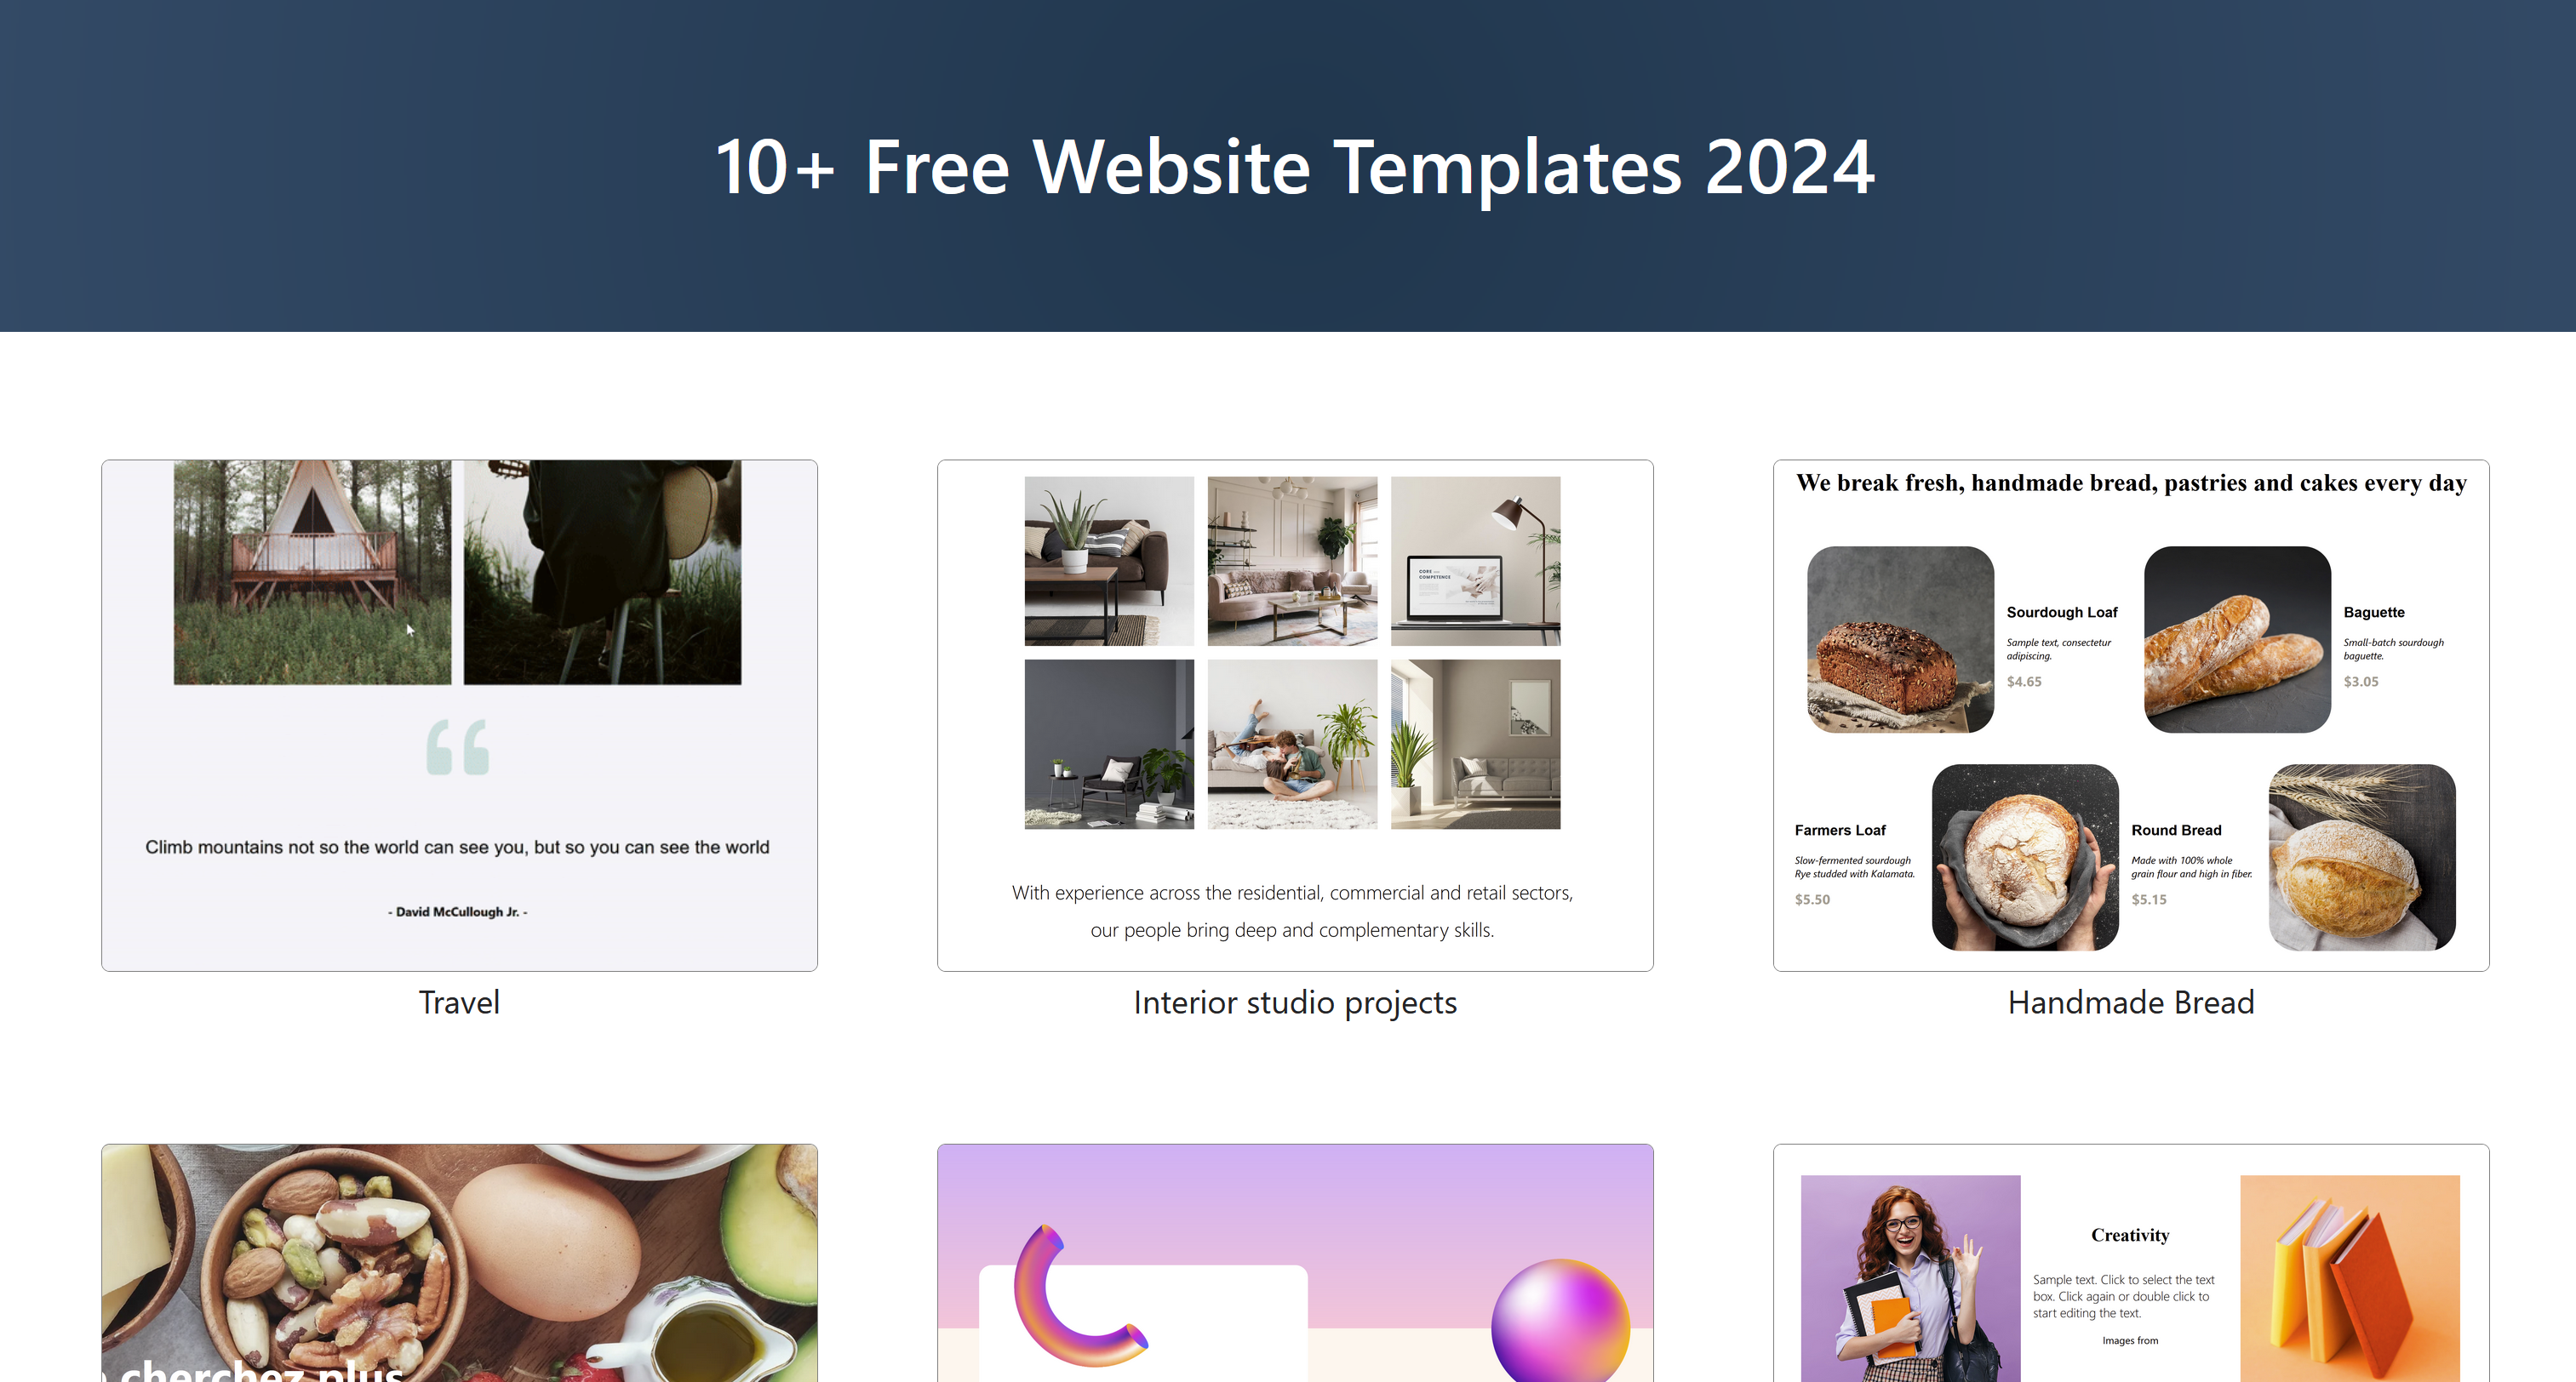 10+ Free Website Templates 2024
Climb mountains not so the world can see you, but so you can see the world
- David McCullough Jr. -
Travel
CORE
COMPETENCE
With experience across the residential, commercial and retail sectors,
our people bring deep and complementary skills.
Interior studio projects
We break fresh, handmade bread, pastries and cakes every day
Sourdough Loaf
Sample text, consectetur
adipiscing.
$4.65
Baguette
Small-batch sourdough
baguette.
$3.05
Farmers Loaf
Slow-fermented sourdough
Rye studded with Kalamata.
$5.50
Round Bread
Made with 100% whole
grain flour and high in fiber.
$5.15
Handmade Bread
cherchez plus
Creativity
Sample text. Click to select the text
box. Click again or double click to
start editing the text.
Images from